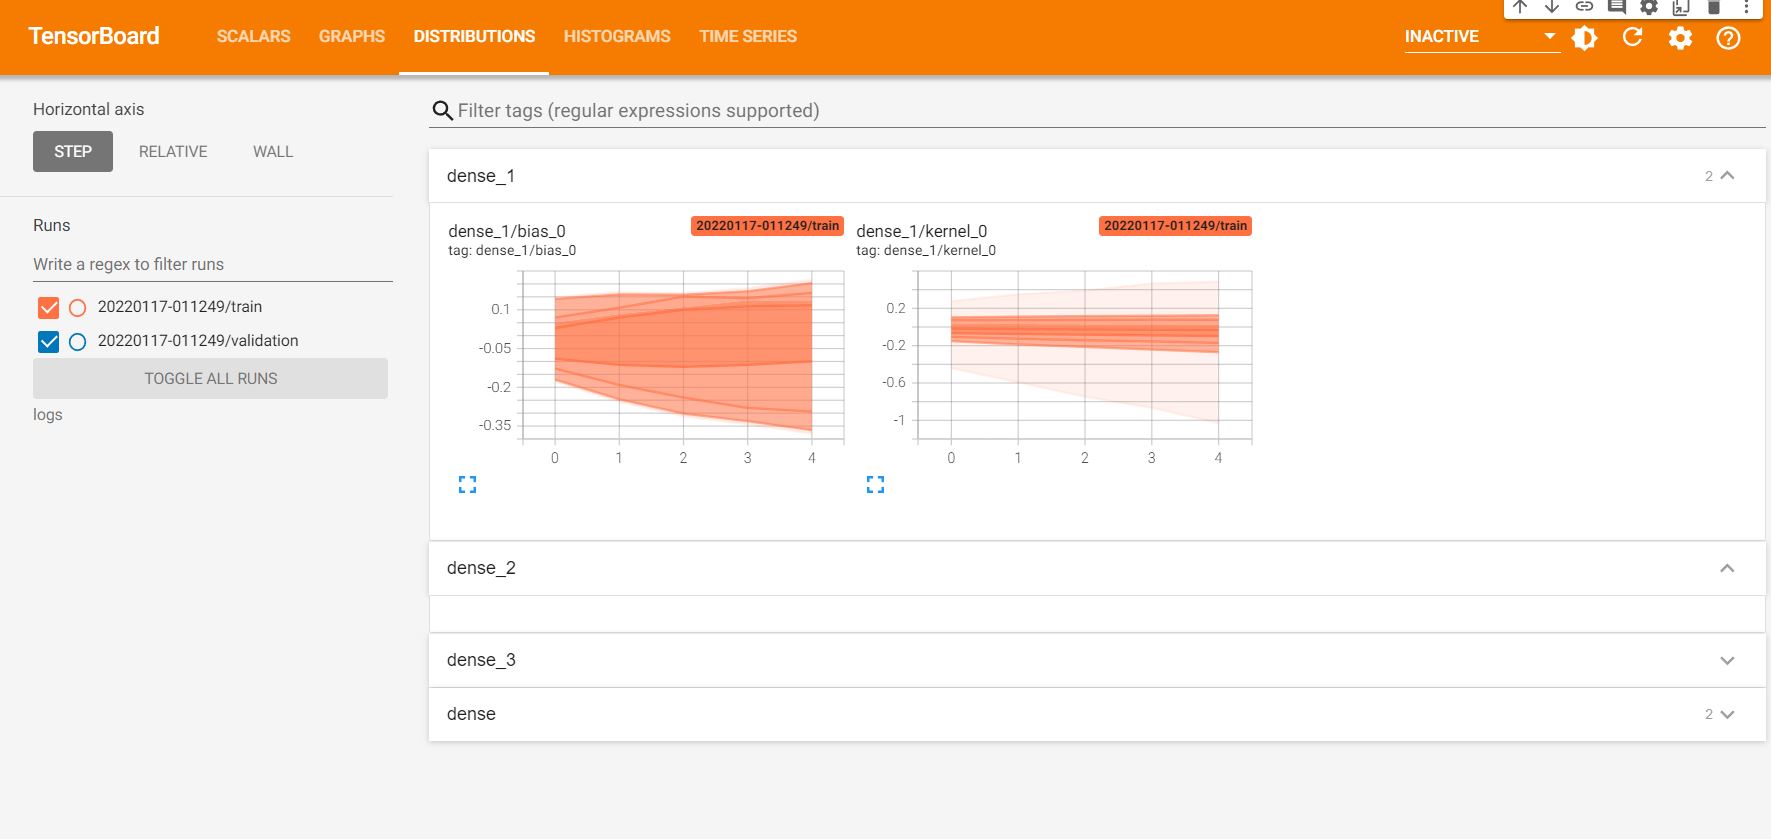 TensorBoard SCALARS GRAPHS DISTRIBUTIONS HISTOGRAMS TIME SERIES INACTIVE
Horizontal axis
STEP RELATIVE WALL
Runs
Write a regex to filter runs
20220117-011249/train
20220117-011249/validation
TOGGLE ALL RUNS
logs
Filter tags (regular expressions supported)
dense_1 2
dense_1/bias_0 20220117-011249/train
tag: dense_1/bias_0
0.1
-0.05
-0.2
-0.35
0 1 2 3 4
dense_1/kernel_0 20220117-011249/train
tag: dense_1/kernel_0
0.2
-0.2
-0.6
-1
0 1 2 3 4
dense_2
dense_3
dense 2